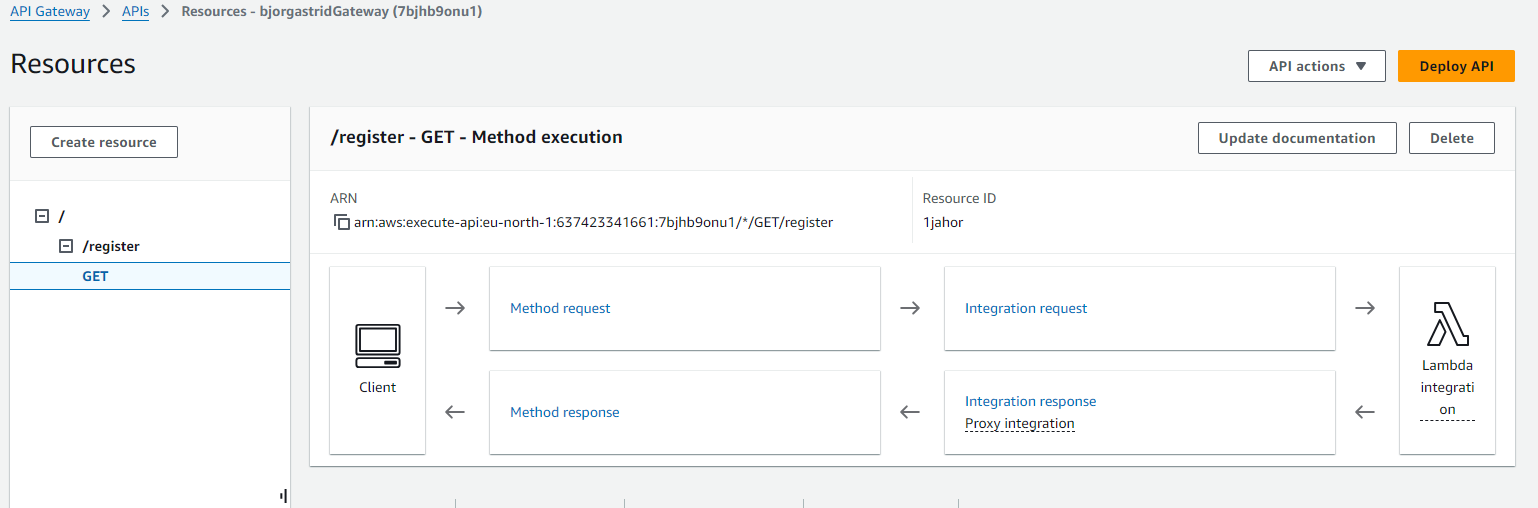 API Gateway > APIs > Resources - bjorgastridGateway (7bjhb9onu1)
Resources
API actions ▼
Deploy API
Create resource
/
/register
GET
/register - GET - Method execution
Update documentation
Delete
ARN
arn:aws:execute-api:eu-north-1:637423341661:7bjhb9onu1/*/GET/register
Resource ID
1jahor
Client
Method request
Integration request
Method response
Integration response
Proxy integration
Lambda
integrati
on